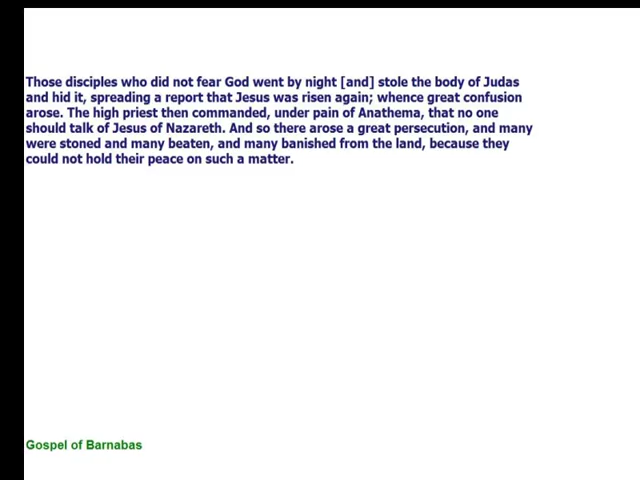 Those disciples who did not fear God went by night [and] stole the body of Judas
and hid it, spreading a report that Jesus was risen again; whence great confusion
arose. The high priest then commanded, under pain of Anathema, that no one
should talk of Jesus of Nazareth. And so there arose a great persecution, and many
were stoned and many beaten, and many banished from the land, because they
could not hold their peace on such a matter.
Gospel of Barnabas